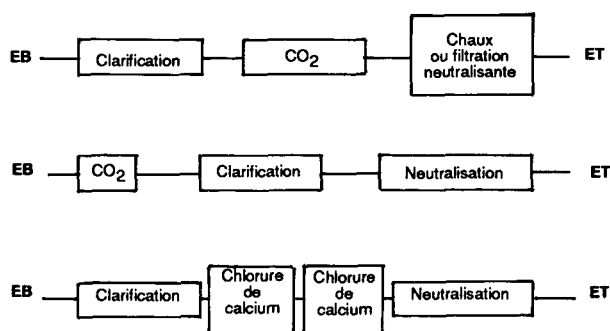 EB Clarification CO2 Chaux ou filtration neutralisante ET
EB CO2 Clarification Neutralisation ET
EB Clarification Chlorure de calcium Chlorure de calcium Neutralisation ET